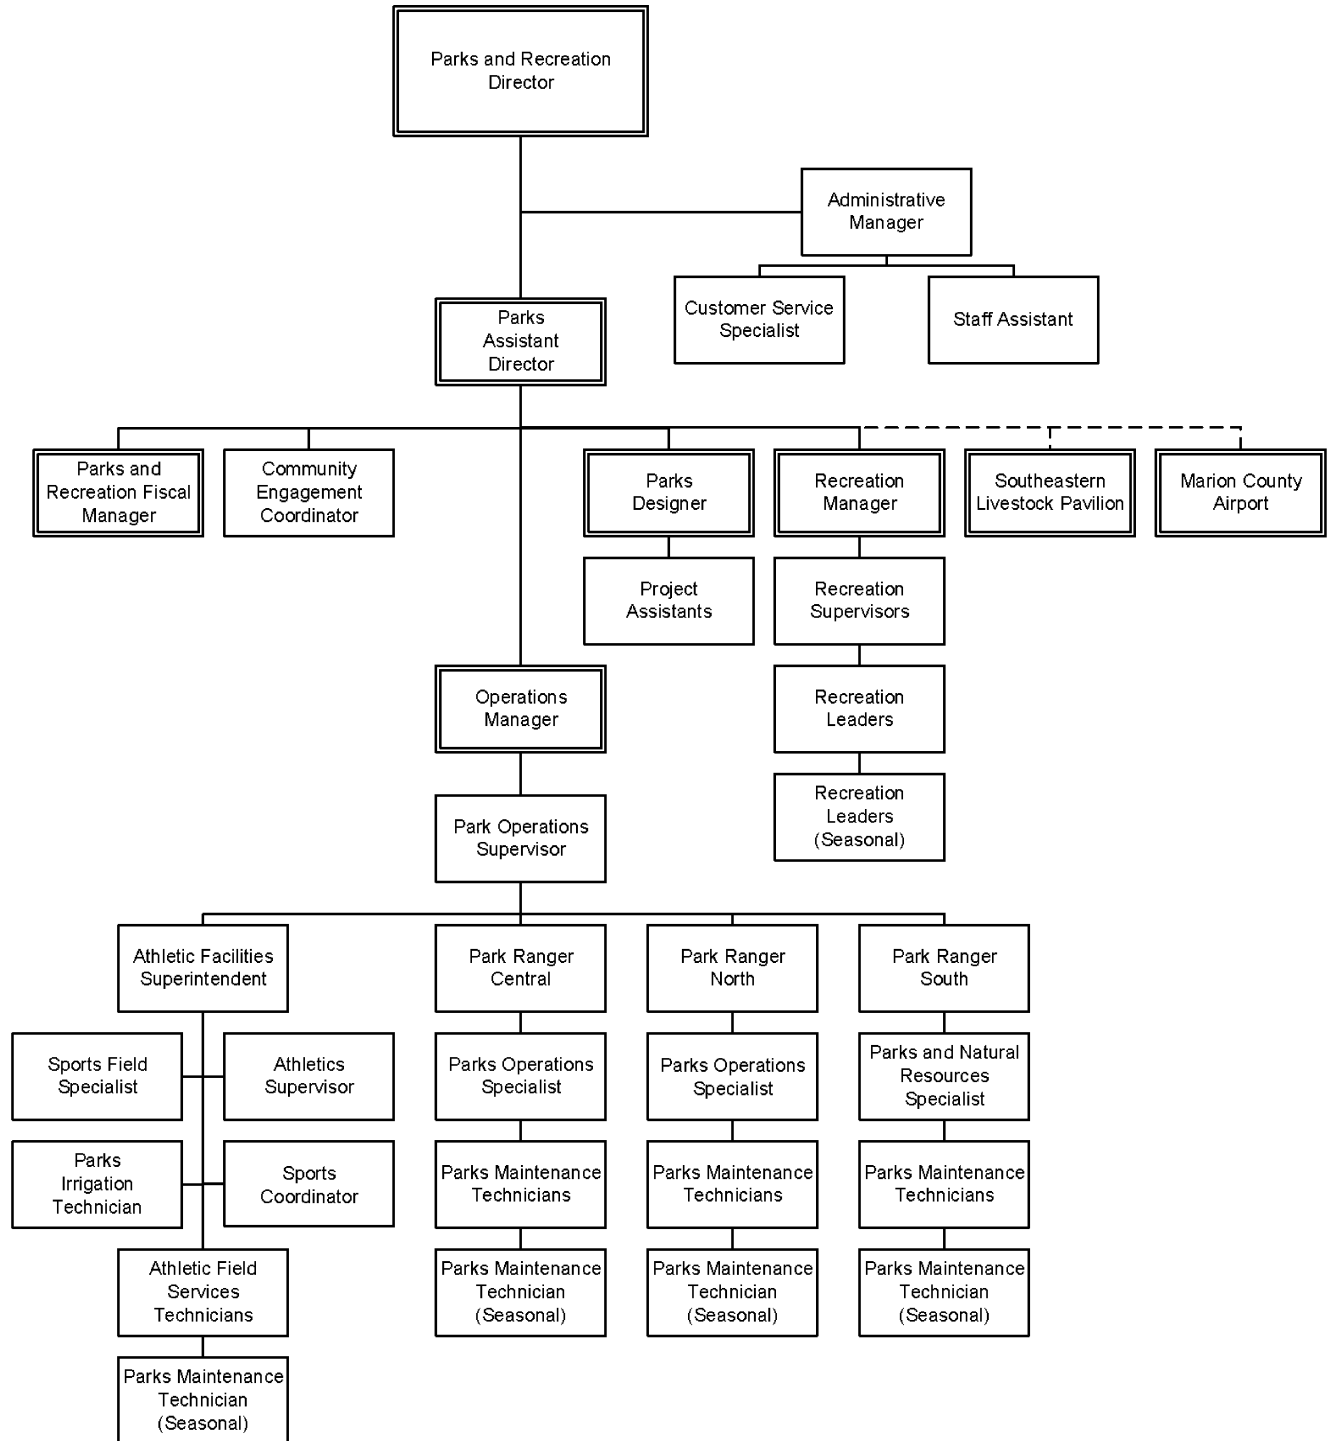 Parks and Recreation
Director
Administrative
Manager
Customer Service
Specialist
Staff Assistant
Parks
Assistant
Director
Parks and
Recreation Fiscal
Manager
Community
Engagement
Coordinator
Parks
Designer
Recreation
Manager
Southeastern
Livestock Pavilion
Marion County
Airport
Project
Assistants
Recreation
Supervisors
Operations
Manager
Recreation
Leaders
Recreation
Leaders
(Seasonal)
Park Operations
Supervisor
Athletic Facilities
Superintendent
Park Ranger
Central
Park Ranger
North
Park Ranger
South
Sports Field
Specialist
Athletics
Supervisor
Parks Operations
Specialist
Parks Operations
Specialist
Parks and Natural
Resources
Specialist
Parks
Irrigation
Technician
Sports
Coordinator
Parks Maintenance
Technicians
Parks Maintenance
Technicians
Parks Maintenance
Technicians
Athletic Field
Services
Technicians
Parks Maintenance
Technician
(Seasonal)
Parks Maintenance
Technician
(Seasonal)
Parks Maintenance
Technician
(Seasonal)
Parks Maintenance
Technician
(Seasonal)